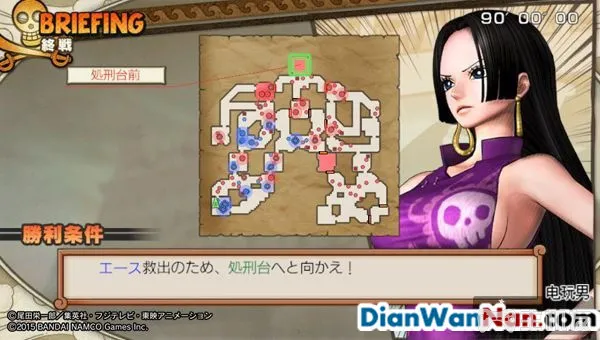 BRIEFING
終戦
90 00 00
処刑台前
勝利条件
エース救出のため、処刑台へと向かえ！
电玩男
©尾田栄一郎／集英社・フジテレビ・東映アニメーション
©2015 BANDAI NAMCO Games Inc.
DianWanNan.com